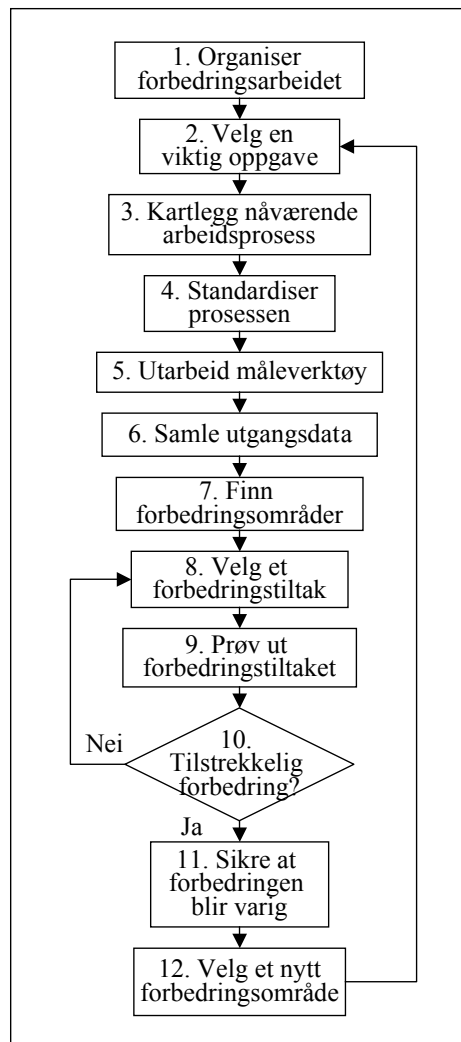 1. Organiser
forbedringsarbeidet
2. Velg en
viktig oppgave
3. Kartlegg nåværende
arbeidsprosess
4. Standardiser
prosessen
5. Utarbeid måleverktøy
6. Samle utgangsdata
7. Finn
forbedringsområder
8. Velg et
forbedringstiltak
9. Prøv ut
forbedringstiltaket
Nei
10.
Tilstrekkelig
forbedring?
Ja
11. Sikre at
forbedringen
blir varig
12. Velg et nytt
forbedringsområde